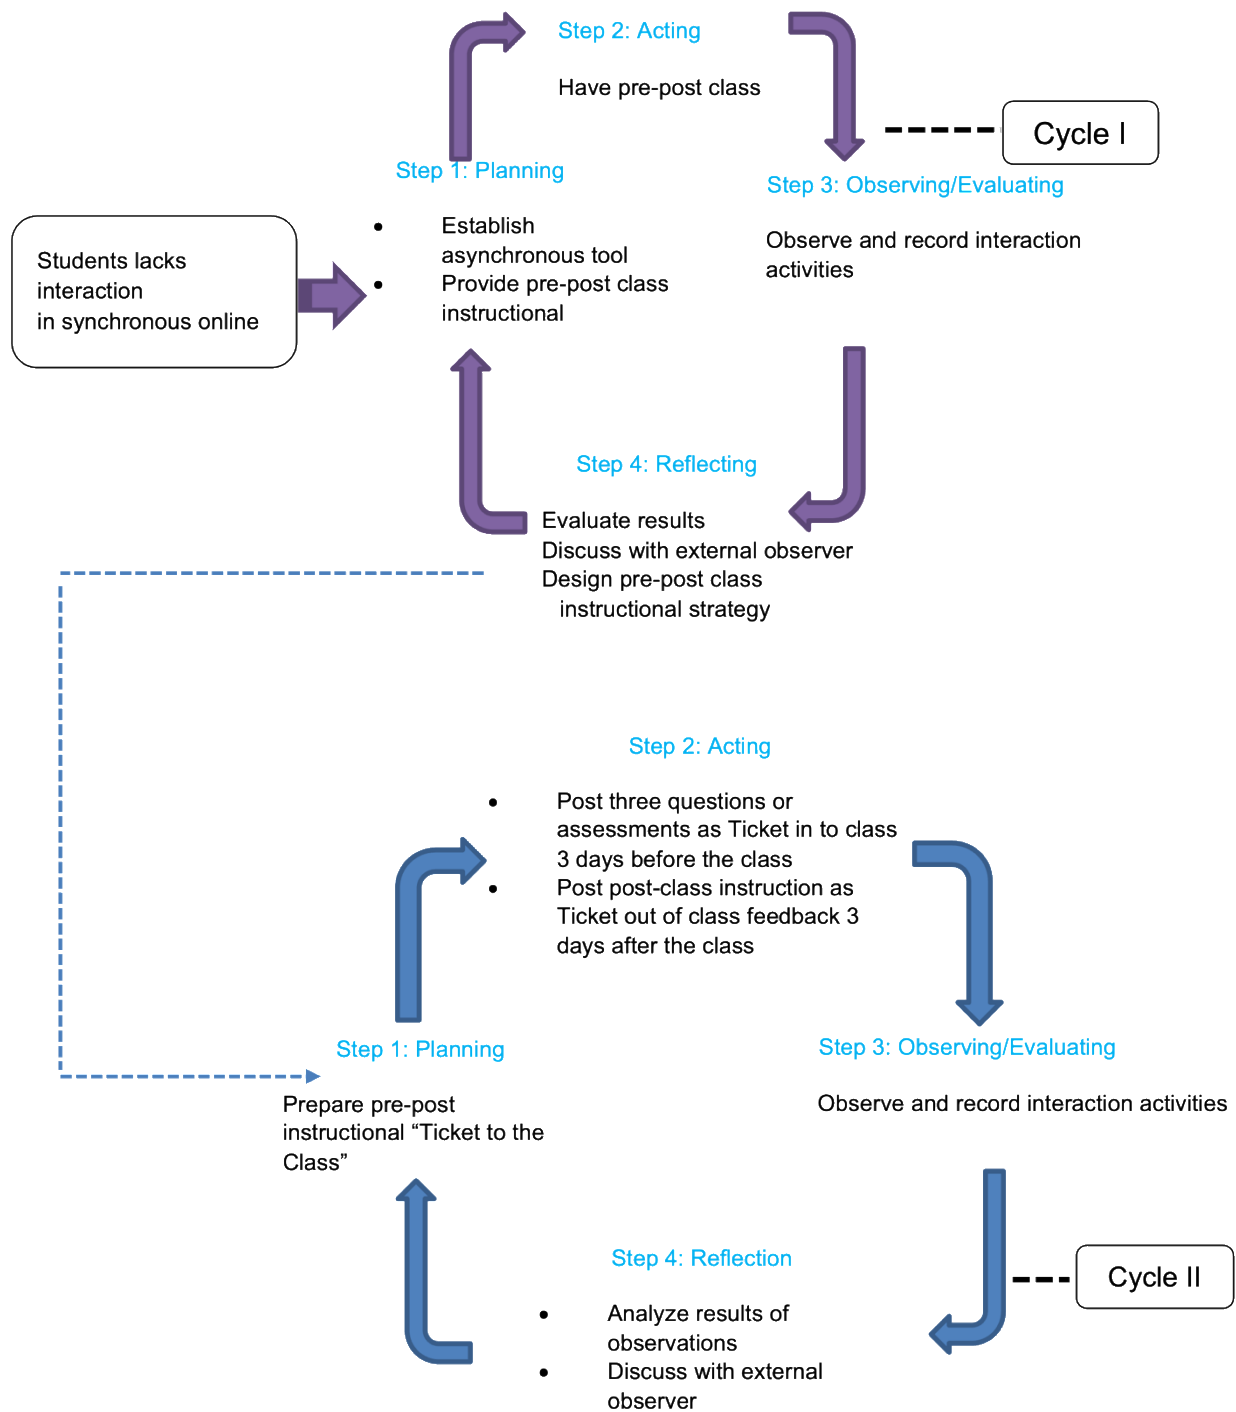 Step 2: Acting
Have pre-post class
Cycle I
Step 1: Planning
Step 3: Observing/Evaluating
• Establish
asynchronous tool
• Provide pre-post class
instructional
Observe and record interaction
activities
Students lacks
interaction
in synchronous online
Step 4: Reflecting
Evaluate results
Discuss with external observer
Design pre-post class
instructional strategy
Step 2: Acting
• Post three questions or
assessments as Ticket in to class
3 days before the class
• Post post-class instruction as
Ticket out of class feedback 3
days after the class
Step 1: Planning
Prepare pre-post
instructional “Ticket to the
Class”
Step 3: Observing/Evaluating
Observe and record interaction activities
Step 4: Reflection
• Analyze results of
observations
• Discuss with external
observer
Cycle II